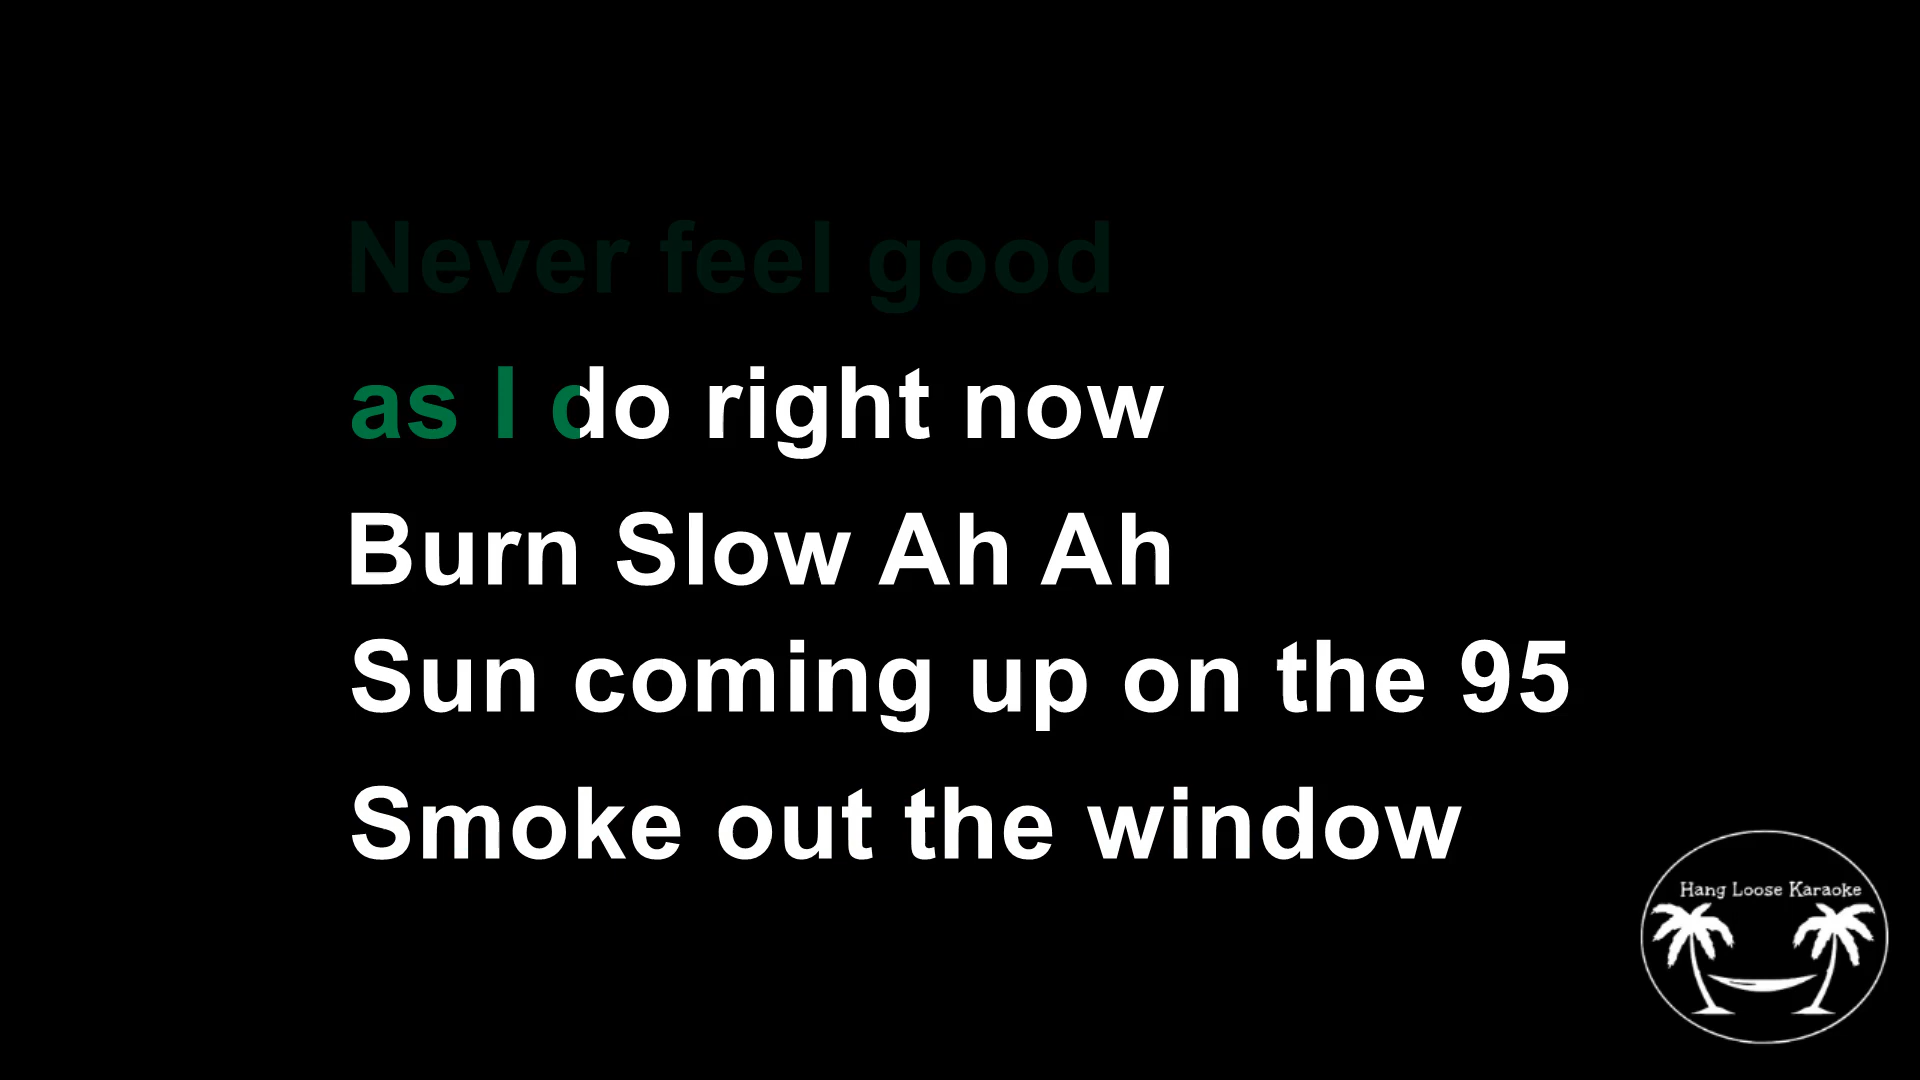 Never feel good
as I do right now
Burn Slow Ah Ah
Sun coming up on the 95
Smoke out the window
Hang Loose Karaoke